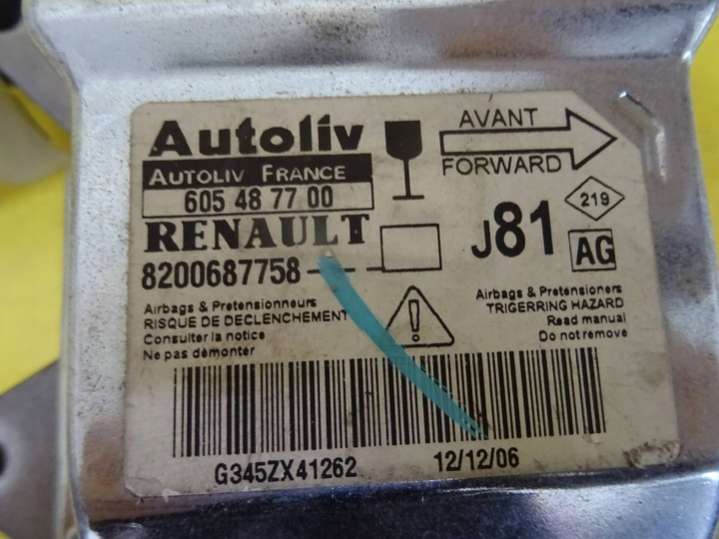 Autoliv
AUTOLIV FRANCE
605 48 77 00
RENAULT
8200687758
AVANT
FORWARD
J81
219
AG
Airbags & Pretensionneurs
RISQUE DE DECLENCHEMENT
Consulter la notice
Ne pas démonter
Airbags & Pretensioners
TRIGERRING HAZARD
Read manual
Do not remove
G345ZX41262
12/12/06